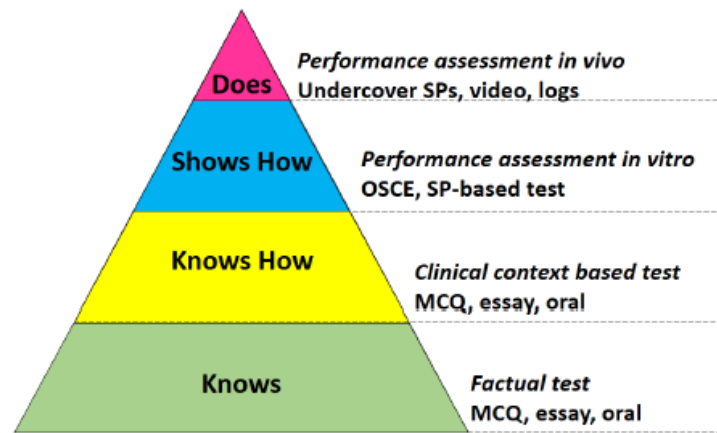 Does
Performance assessment in vivo
Undercover SPs, video, logs
Shows How
Performance assessment in vitro
OSCE, SP-based test
Knows How
Clinical context based test
MCQ, essay, oral
Knows
Factual test
MCQ, essay, oral